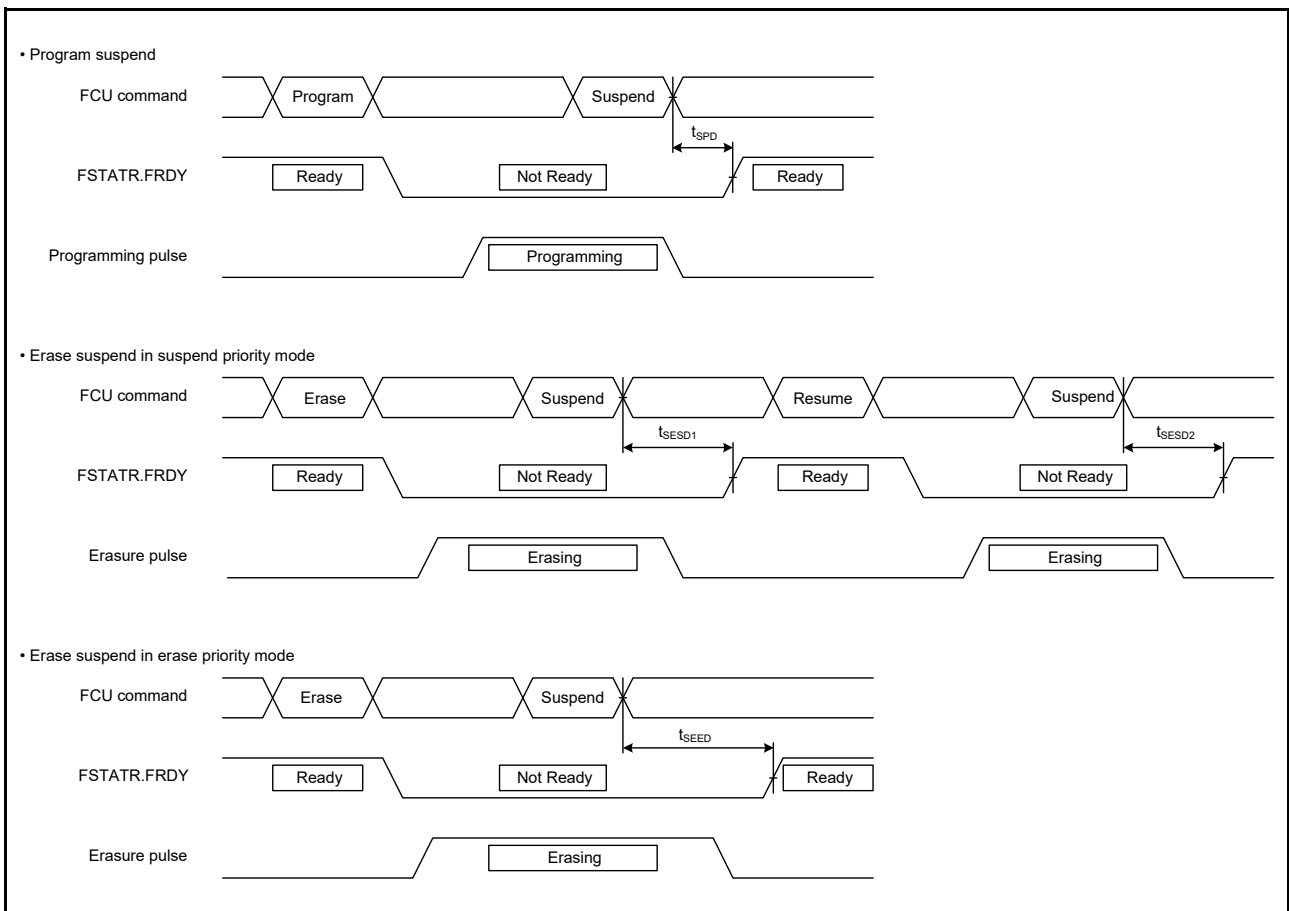 • Program suspend
FCU command
Program
Suspend
tSPD
FSTATR.FRDY
Ready
Not Ready
Ready
Programming pulse
Programming
• Erase suspend in suspend priority mode
FCU command
Erase
Suspend
Resume
Suspend
tSESD1
tSESD2
FSTATR.FRDY
Ready
Not Ready
Ready
Not Ready
Erasure pulse
Erasing
Erasing
• Erase suspend in erase priority mode
FCU command
Erase
Suspend
tSEED
FSTATR.FRDY
Ready
Not Ready
Ready
Erasure pulse
Erasing